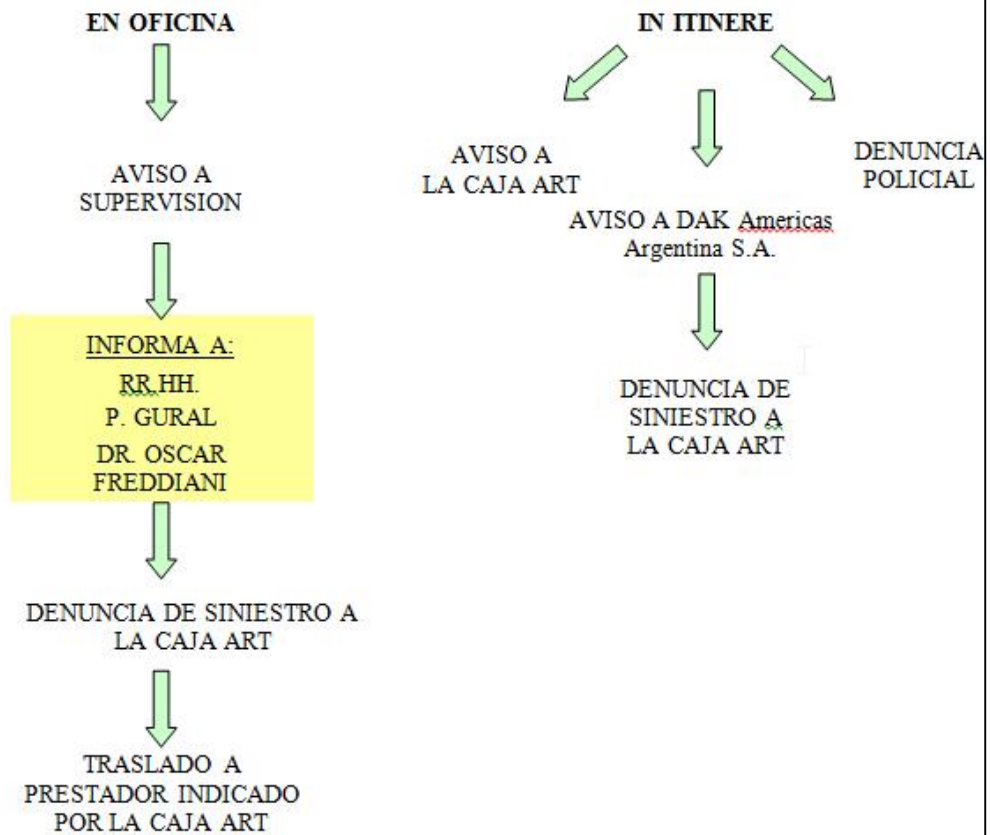 EN OFICINA
AVISO A
SUPERVISION
INFORMA A:
RR.HH.
P. GURAL
DR. OSCAR
FREDDIANI
DENUNCIA DE SINIESTRO A
LA CAJA ART
TRASLADO A
PRESTADOR INDICADO
POR LA CAJA ART
IN ITINERE
AVISO A
LA CAJA ART
AVISO A DAK Americas
Argentina S.A.
DENUNCIA DE
SINIESTRO A
LA CAJA ART
DENUNCIA
POLICIAL